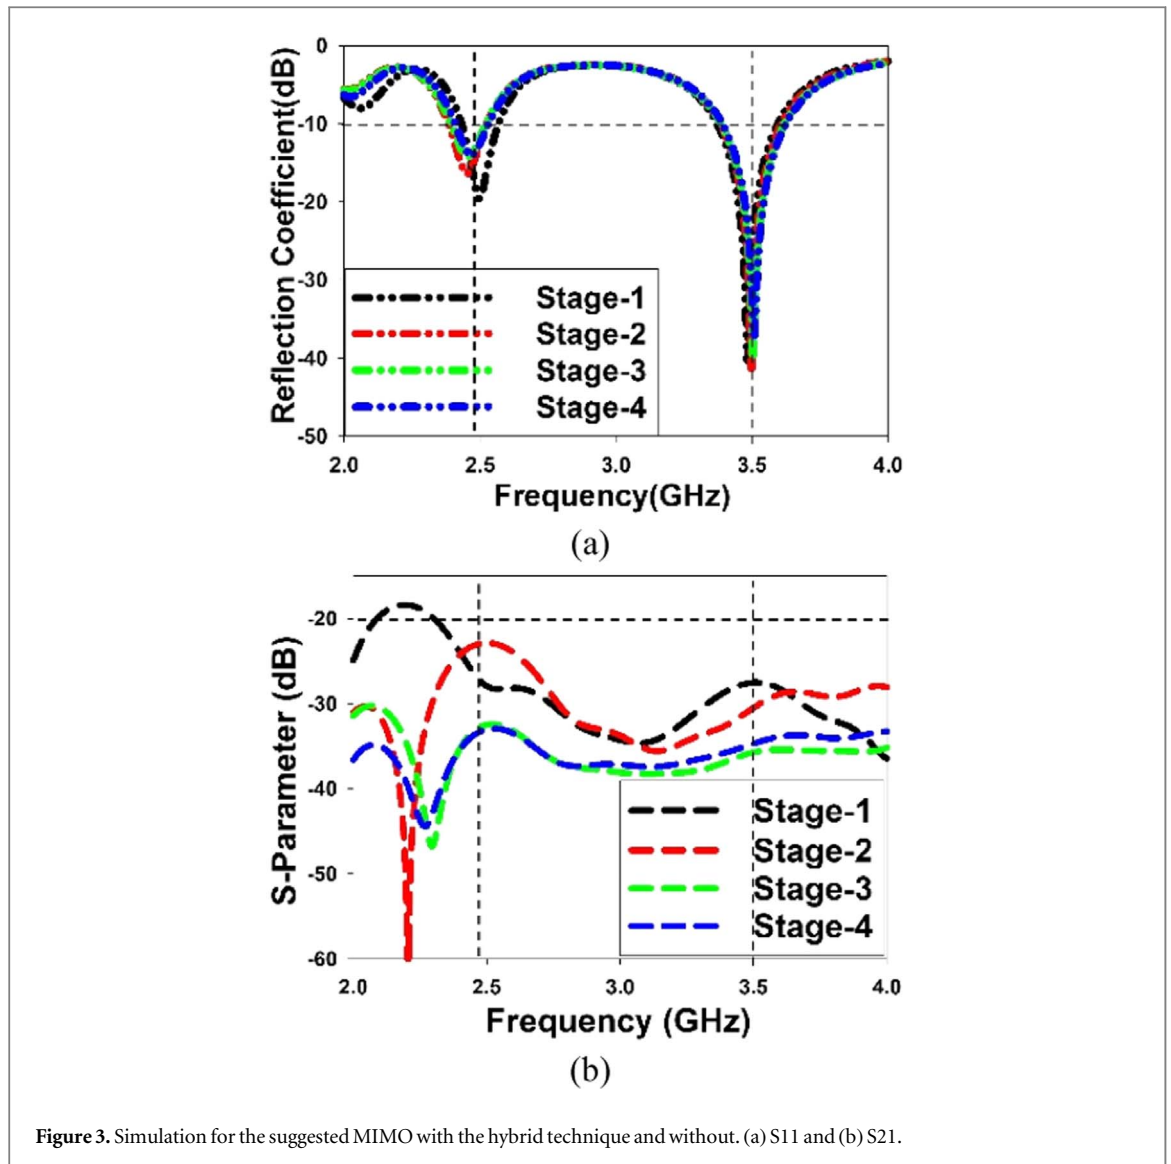 0
-10
-20
-30
-40
-50
Reflection Coefficient(dB)
Stage-1
Stage-2
Stage-3
Stage-4
2.0 2.5 3.0 3.5 4.0
Frequency(GHz)
(a)
-20
-30
-40
-50
-60
S-Parameter (dB)
Stage-1
Stage-2
Stage-3
Stage-4
2.0 2.5 3.0 3.5 4.0
Frequency (GHz)
(b)
Figure 3. Simulation for the suggested MIMO with the hybrid technique and without. (a) S11 and (b) S21.